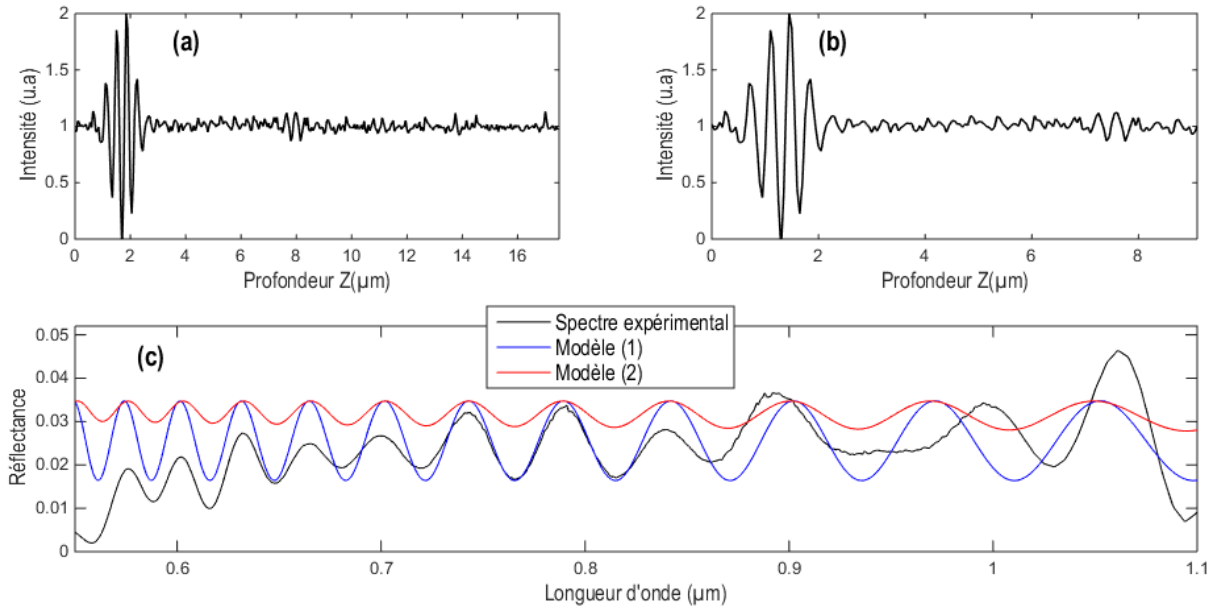 (a)
Intensité (u.a)
2
1.5
1
0.5
0
0 2 4 6 8 10 12 14 16
Profondeur Z(µm)
(b)
Intensité (u.a)
2
1.5
1
0.5
0
0 2 4 6 8
Profondeur Z(µm)
(c)
Spectre expérimental
Modèle (1)
Modèle (2)
Réflectance
0.05
0.04
0.03
0.02
0.01
0
0.6 0.7 0.8 0.9 1 1.1
Longueur d'onde (µm)